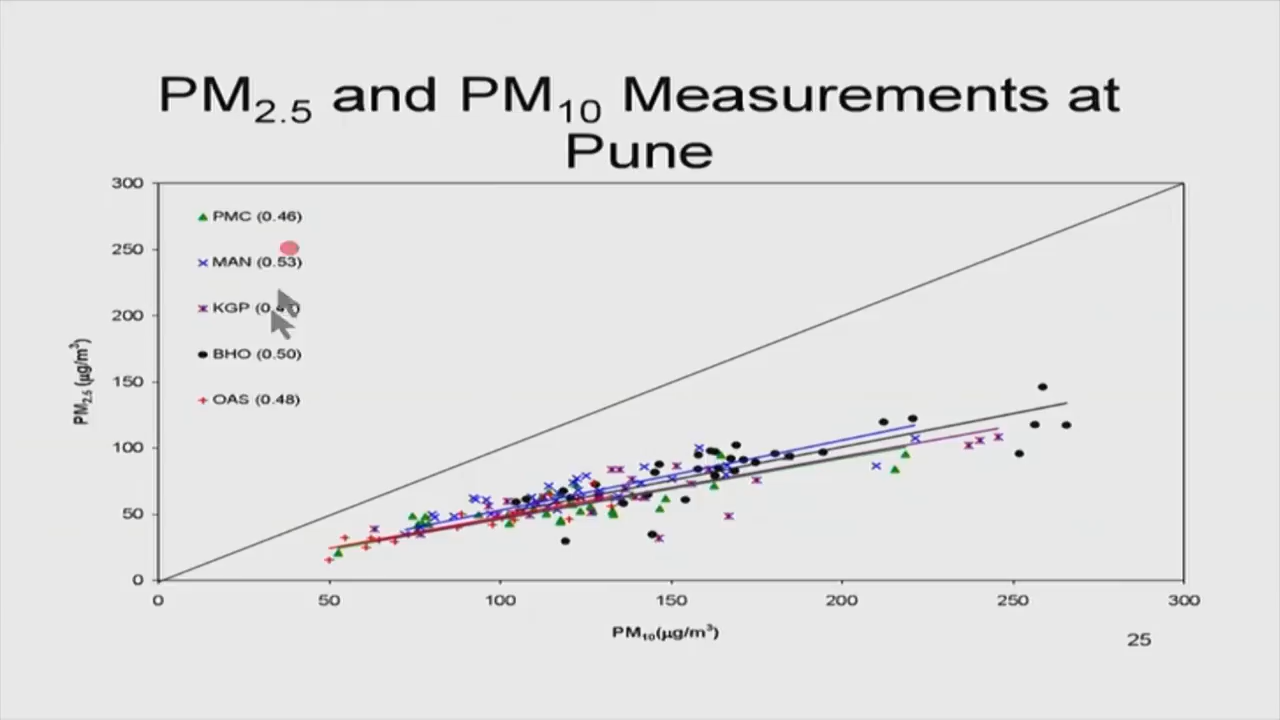 PM2.5 and PM10 Measurements at
Pune
300
250
200
150
100
50
0
PMC (0.46)
MAN (0.53)
KGP
BHO (0.50)
OAS (0.48)
PM2.5 (µg/m3)
0 50 100 150 200 250 300
PM10(µg/m3)
25